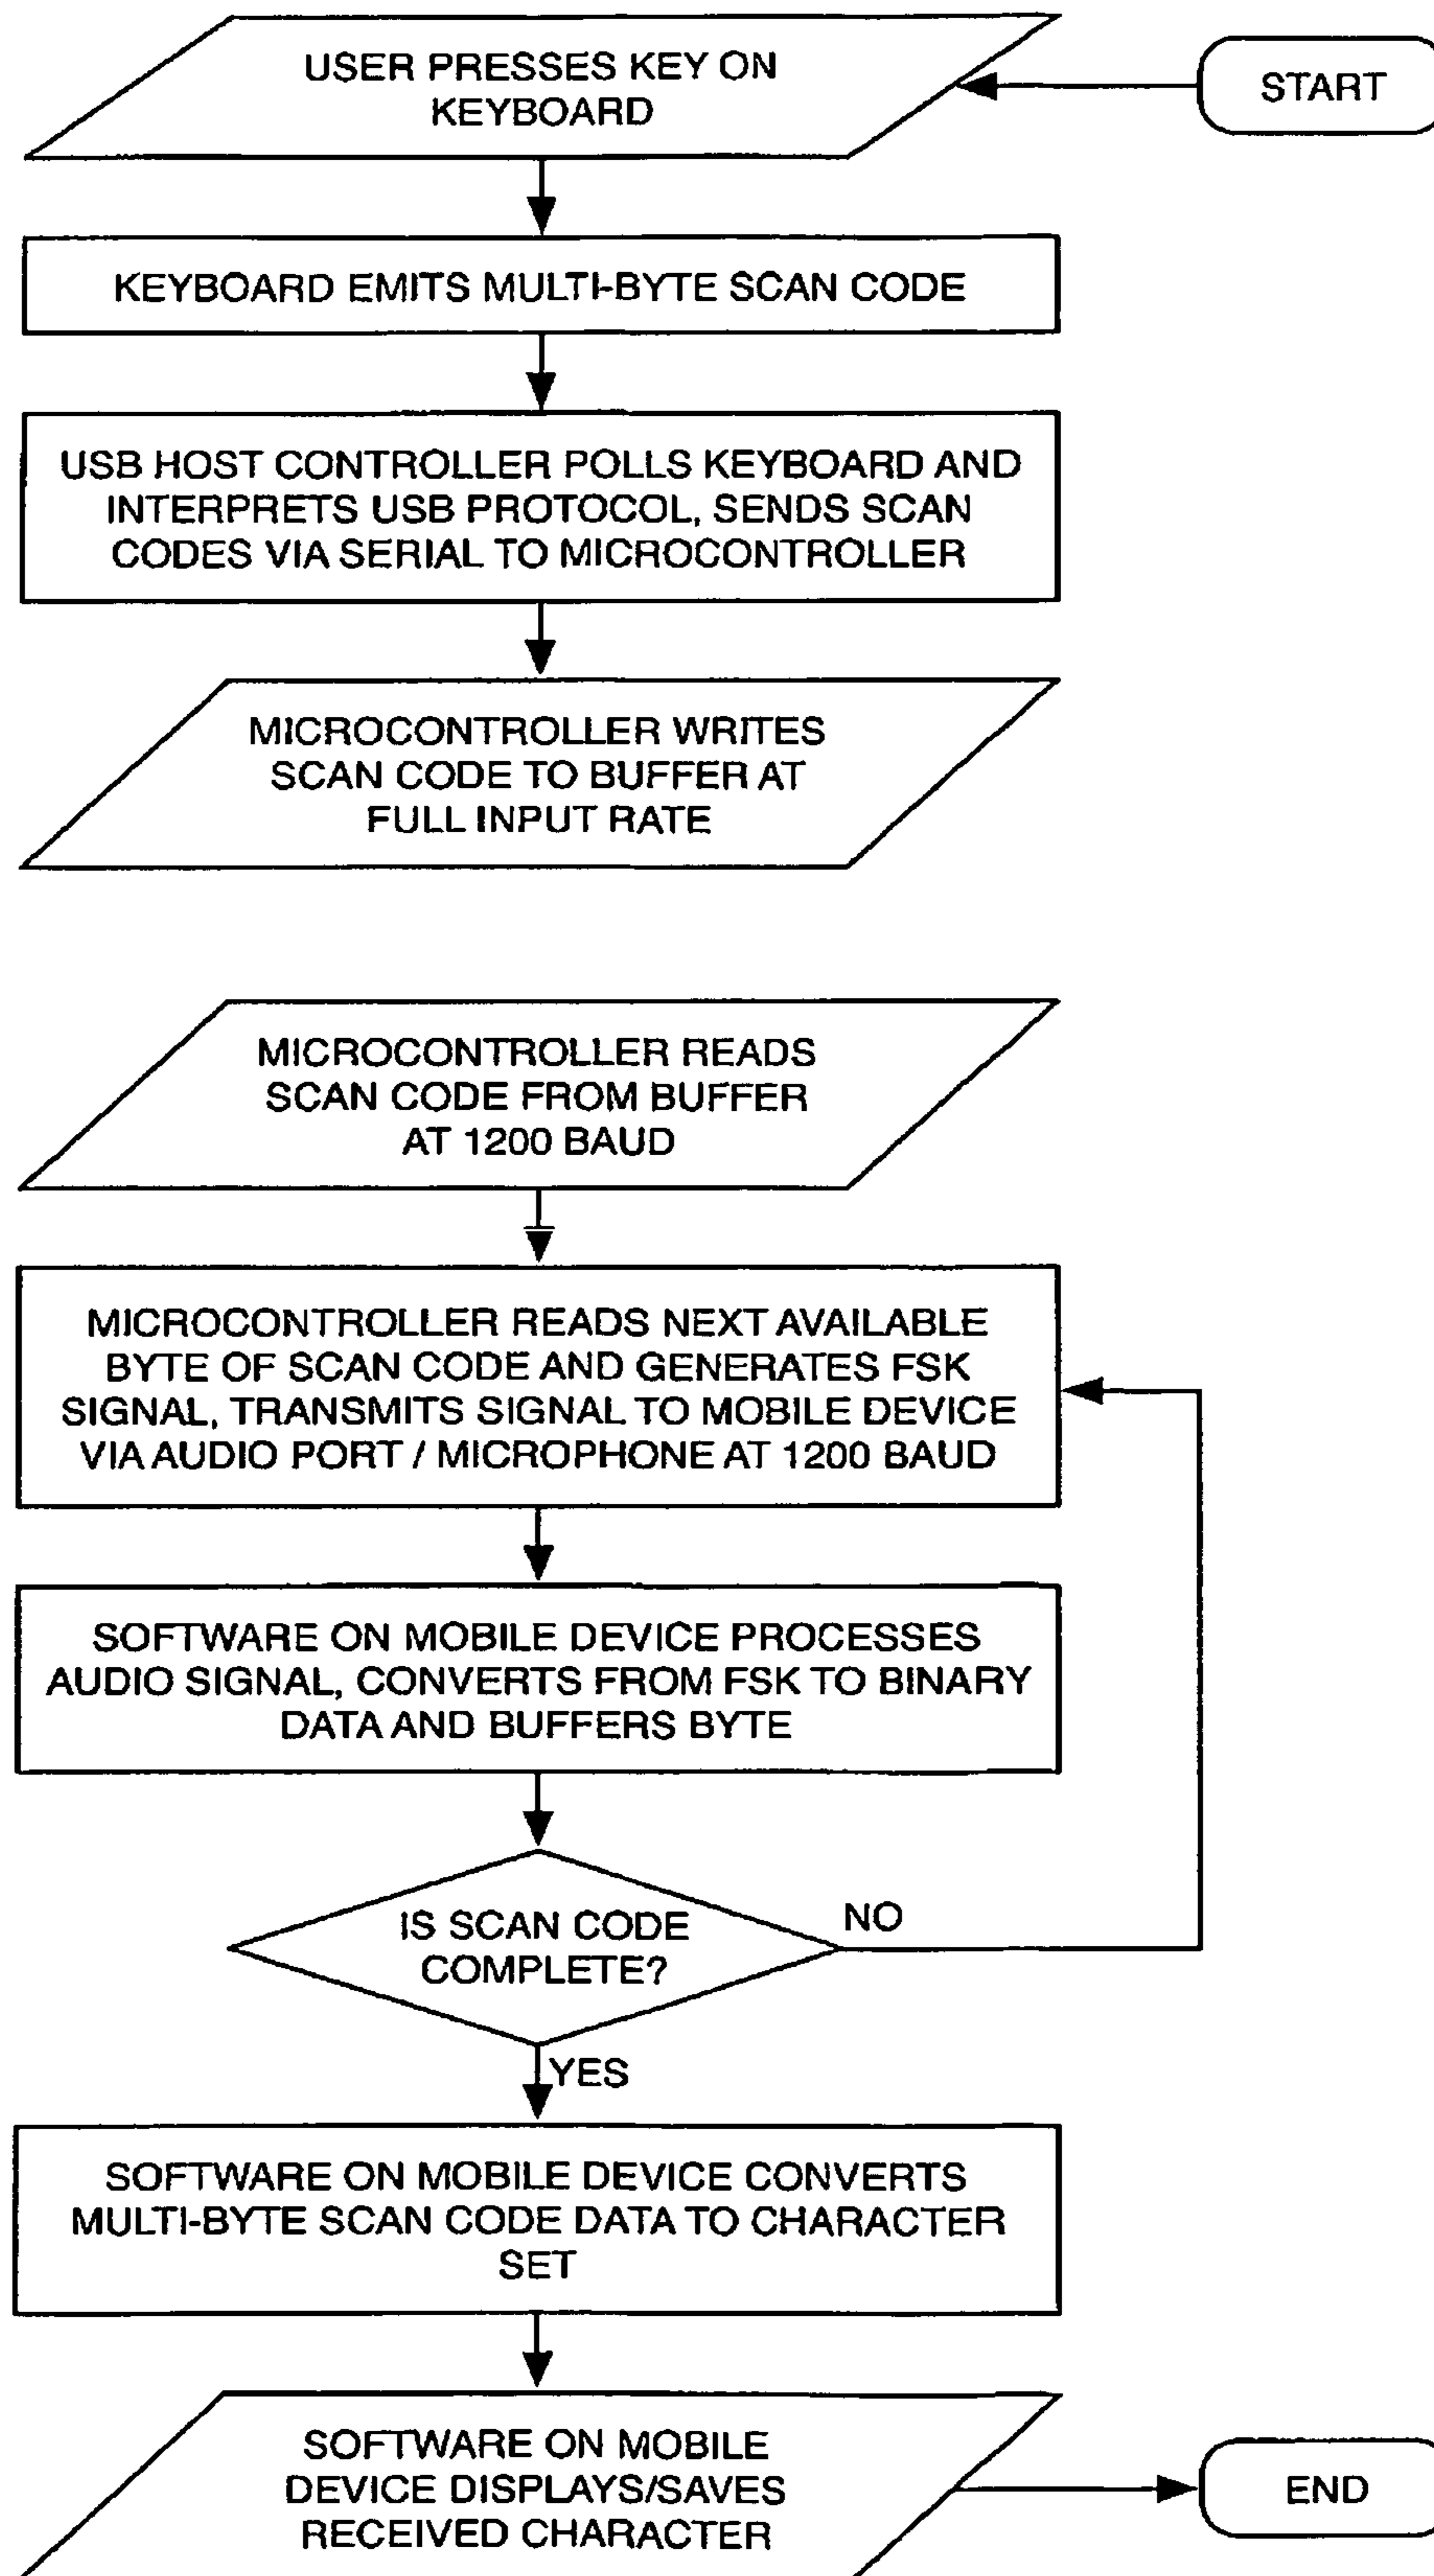 START
USER PRESSES KEY ON
KEYBOARD
KEYBOARD EMITS MULTI-BYTE SCAN CODE
USB HOST CONTROLLER POLLS KEYBOARD AND
INTERPRETS USB PROTOCOL, SENDS SCAN
CODES VIA SERIAL TO MICROCONTROLLER
MICROCONTROLLER WRITES
SCAN CODE TO BUFFER AT
FULL INPUT RATE
MICROCONTROLLER READS
SCAN CODE FROM BUFFER
AT 1200 BAUD
MICROCONTROLLER READS NEXT AVAILABLE
BYTE OF SCAN CODE AND GENERATES FSK
SIGNAL, TRANSMITS SIGNAL TO MOBILE DEVICE
VIA AUDIO PORT / MICROPHONE AT 1200 BAUD
SOFTWARE ON MOBILE DEVICE PROCESSES
AUDIO SIGNAL, CONVERTS FROM FSK TO BINARY
DATA AND BUFFERS BYTE
IS SCAN CODE
COMPLETE?
NO
YES
SOFTWARE ON MOBILE DEVICE CONVERTS
MULTI-BYTE SCAN CODE DATA TO CHARACTER
SET
SOFTWARE ON MOBILE
DEVICE DISPLAYS/SAVES
RECEIVED CHARACTER
END